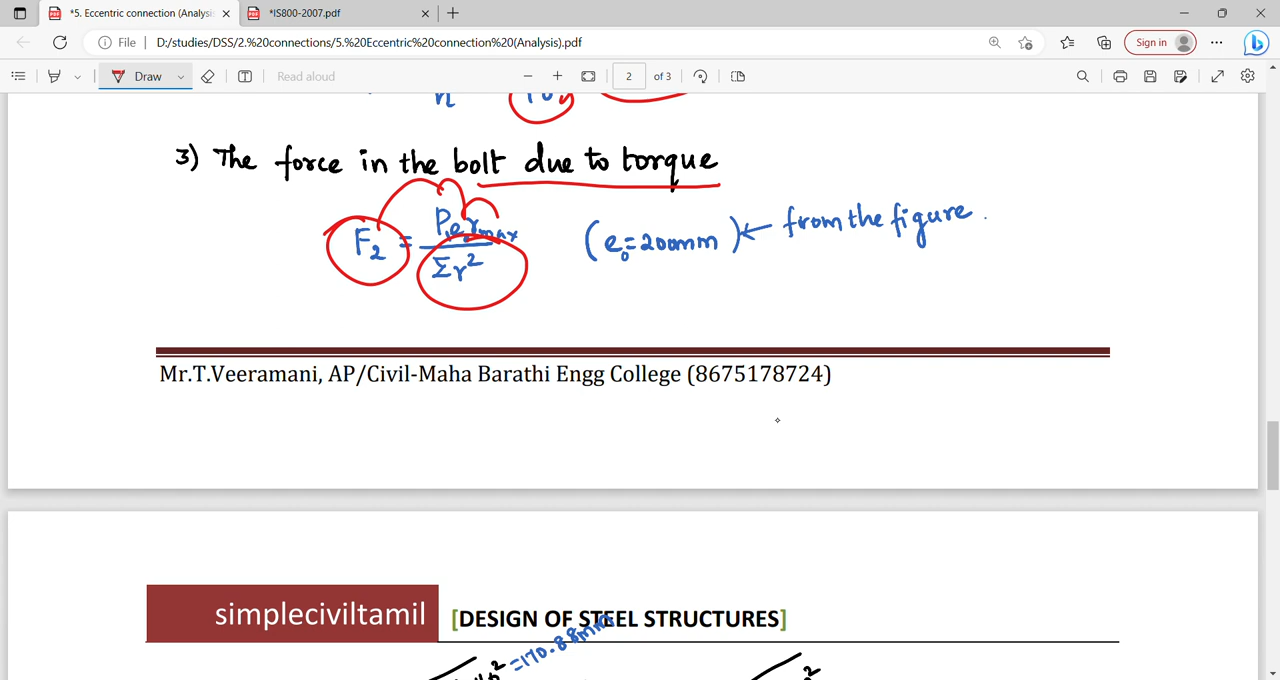 *5. Eccentric connection (Analysi
*IS800-2007.pdf
File
D:/studies/DSS/2.%20connections/5.%20Eccentric%20connection%20(Analysis).pdf
Sign in
Draw
Read aloud
2
of 3
n
3) The force in the bolt due to torque
F₂ = P₁e₀r_max / Σr²
(e₀=200mm) ← from the figure.
Mr.T.Veeramani, AP/Civil-Maha Barathi Engg College (8675178724)
simpleciviltamil
[DESIGN OF STEEL STRUCTURES]
=170.88mm